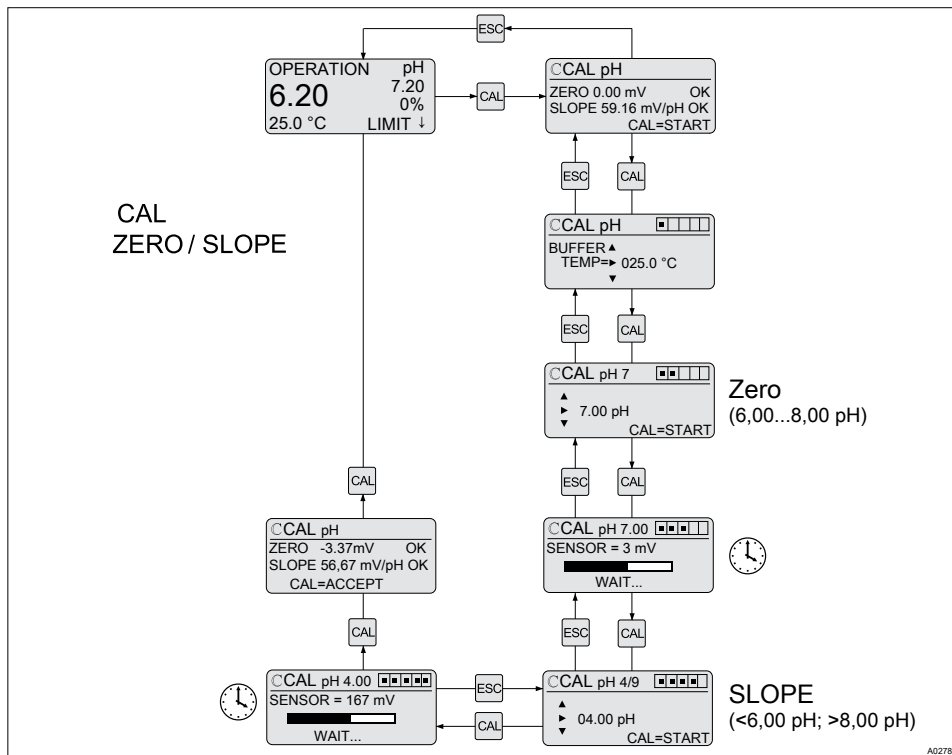 ESC
OPERATION pH
6.20 7.20
0%
25.0 °C LIMIT ↓
CAL
CCAL pH
ZERO 0.00 mV OK
SLOPE 59.16 mV/pH OK
CAL=START
ESC
CAL
CAL
ZERO / SLOPE
CCAL pH
BUFFER ▲
TEMP=► 025.0 °C
▼
ESC
CAL
CCAL pH 7
▲
► 7.00 pH
▼
CAL=START
Zero
(6,00...8,00 pH)
ESC
CAL
CAL
CCAL pH
ZERO -3.37mV OK
SLOPE 56,67 mV/pH OK
CAL=ACCEPT
CCAL pH 7.00
SENSOR = 3 mV
WAIT...
CAL
ESC
CAL
CCAL pH 4.00
SENSOR = 167 mV
WAIT...
ESC
CAL
CCAL pH 4/9
▲
► 04.00 pH
▼
CAL=START
SLOPE
(<6,00 pH; >8,00 pH)
A0278